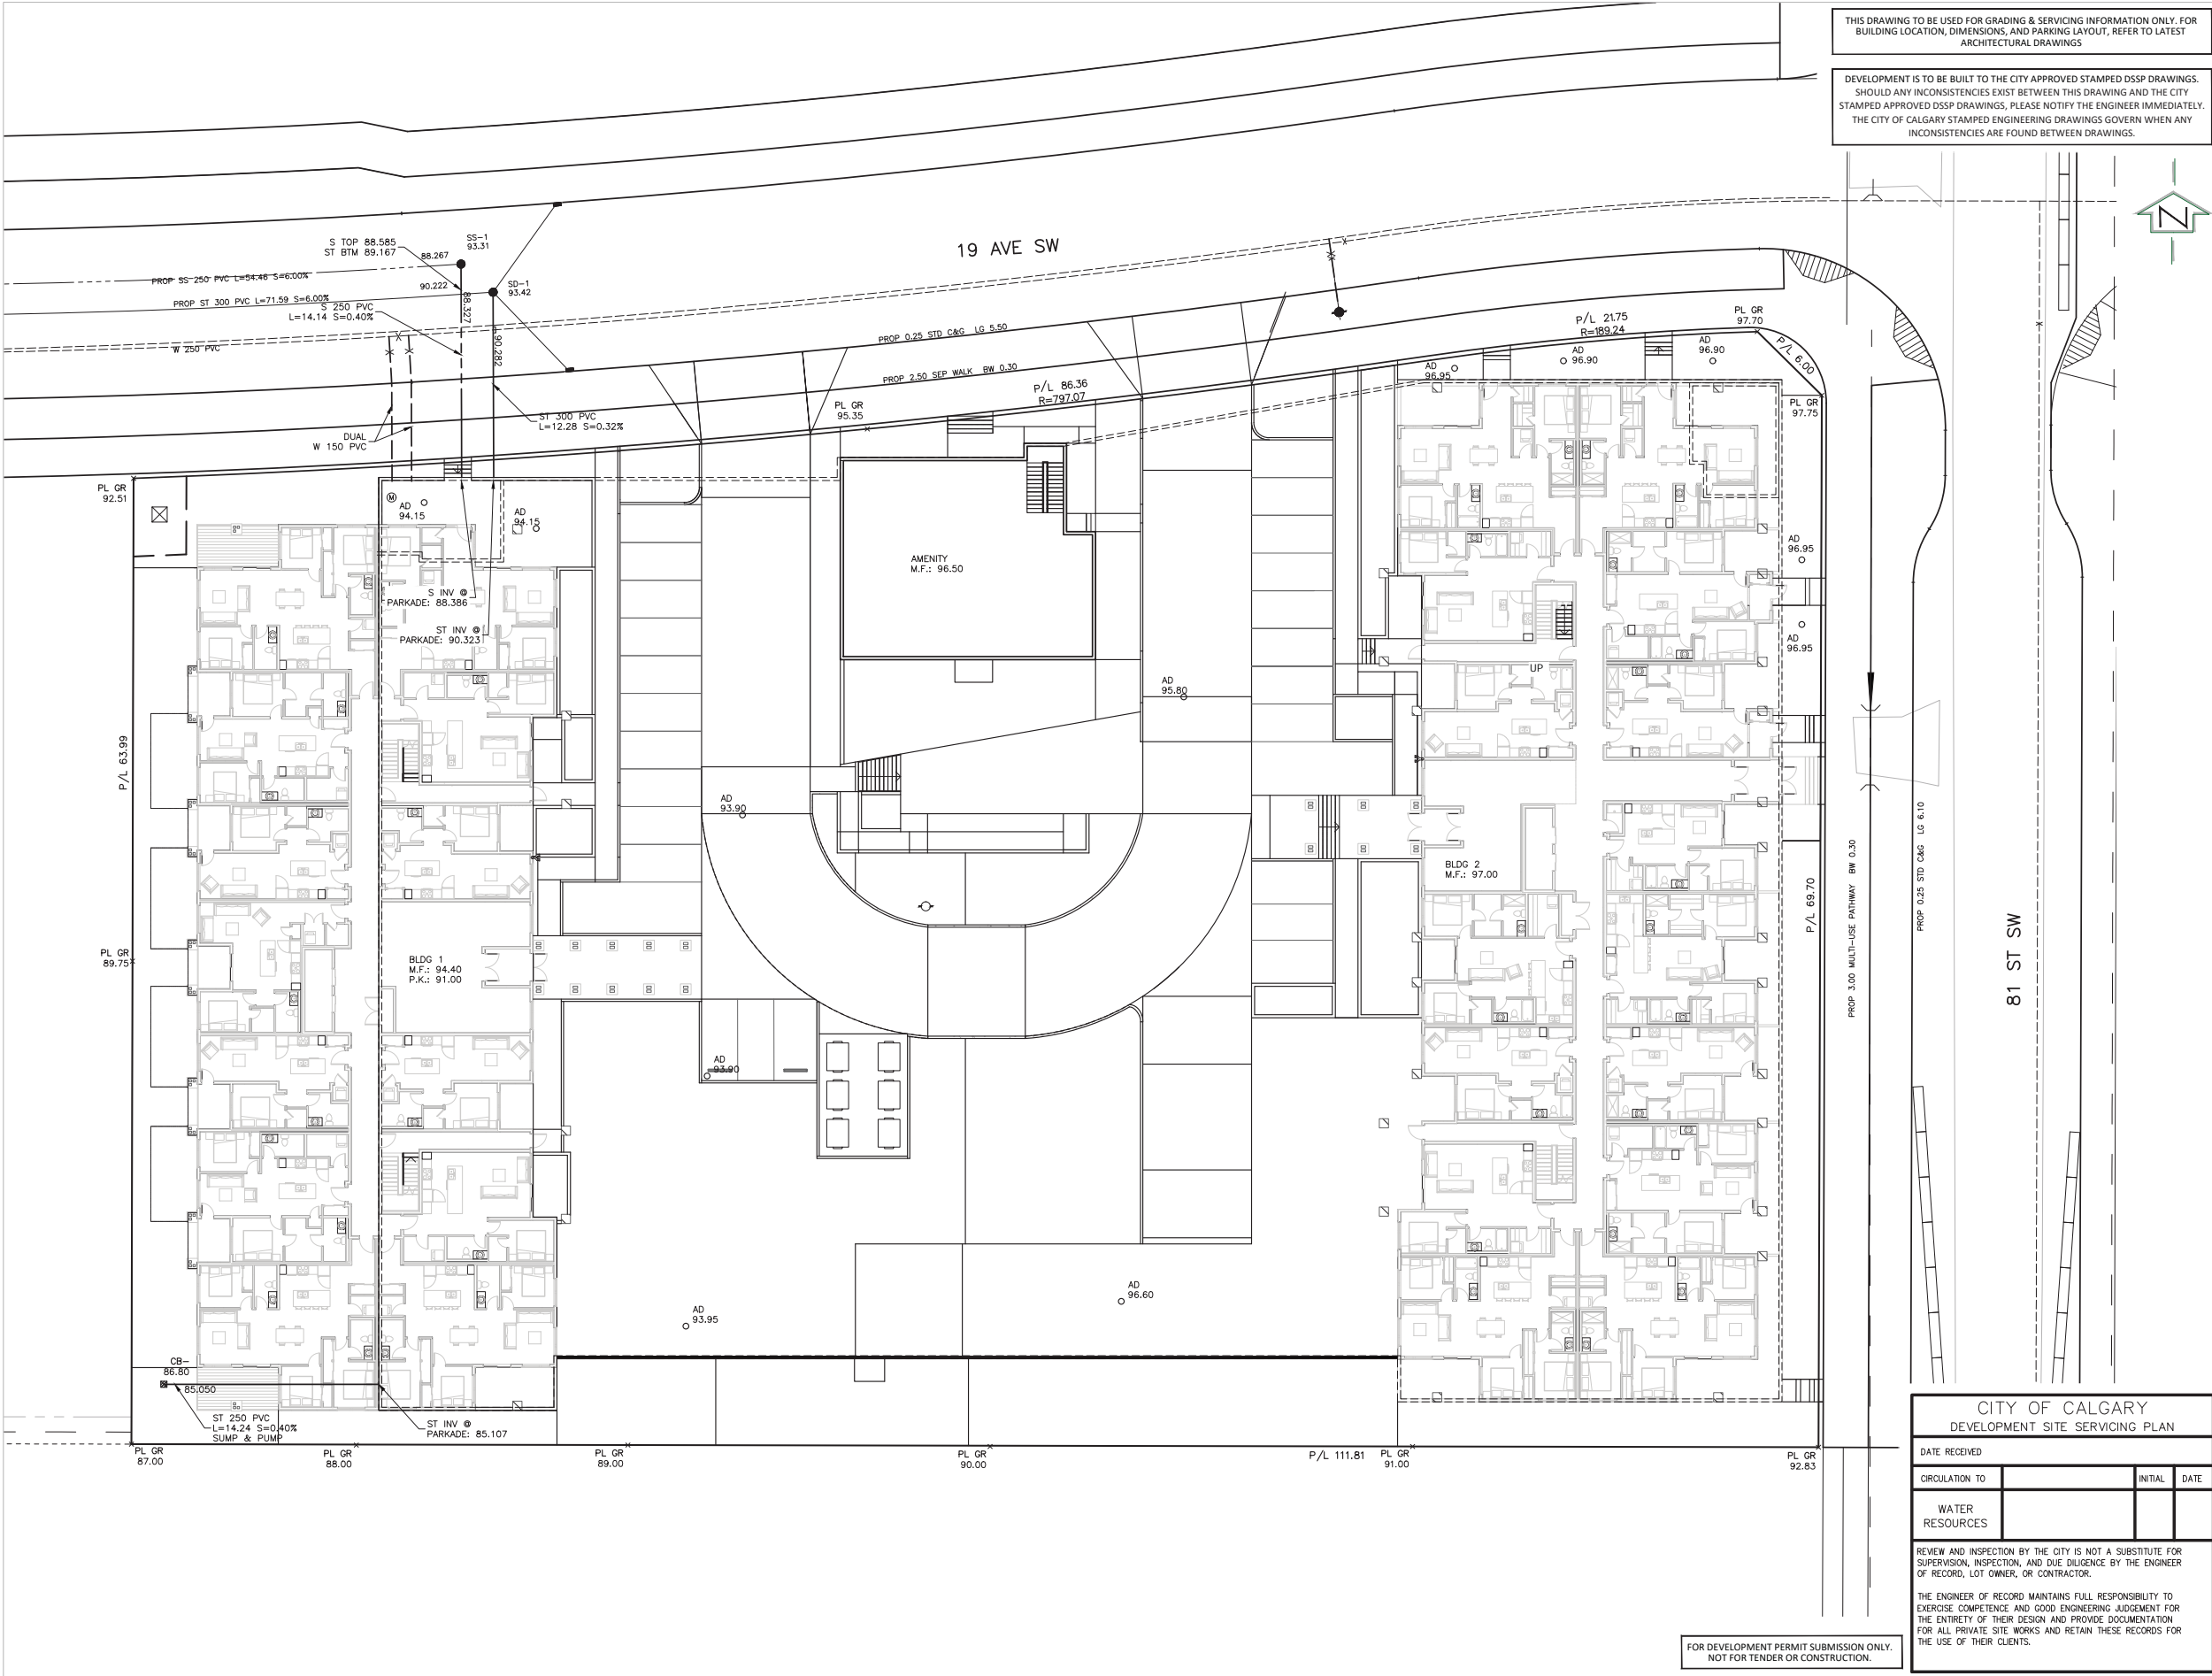 THIS DRAWING TO BE USED FOR GRADING & SERVICING INFORMATION ONLY. FOR
BUILDING LOCATION, DIMENSIONS, AND PARKING LAYOUT, REFER TO LATEST
ARCHITECTURAL DRAWINGS
DEVELOPMENT IS TO BE BUILT TO THE CITY APPROVED STAMPED DSSP DRAWINGS.
SHOULD ANY INCONSISTENCIES EXIST BETWEEN THIS DRAWING AND THE CITY
STAMPED APPROVED DSSP DRAWINGS, PLEASE NOTIFY THE ENGINEER IMMEDIATELY.
THE CITY OF CALGARY STAMPED ENGINEERING DRAWINGS GOVERN WHEN ANY
INCONSISTENCIES ARE FOUND BETWEEN DRAWINGS.
N
19 AVE SW
S TOP 88.585
ST BTM 89.167
SS-1
93.31
88.267
PROP SS 250 PVC L=54.46 S=6.00%
90.222
SD-1
93.42
PROP ST 300 PVC L=71.59 S=6.00%
S 250 PVC
L=14.14 S=0.40%
88.327
90.282
W 250 PVC
PROP 0.25 STD C&G LG 5.50
PROP 2.50 SEP WALK BW 0.30
P/L 21.75
R=189.24
PL GR
97.70
P/L 6.00
AD
96.90
AD
96.90
AD
96.95
P/L 86.36
R=797.07
PL GR
95.35
PL GR
97.75
ST 300 PVC
L=12.28 S=0.32%
DUAL
W 150 PVC
PL GR
92.51
M
AD
94.15
AD
94.15
AMENITY
M.F.: 96.50
AD
96.95
S INV @
PARKADE: 88.386
ST INV @
PARKADE: 90.323
AD
96.95
UP
AD
95.80
P/L 63.99
AD
93.90
BLDG 2
M.F.: 97.00
P/L 69.70
PROP 3.00 MULTI-USE PATHWAY BW 0.30
PROP 0.25 STD C&G LG 6.10
81 ST SW
PL GR
89.75
BLDG 1
M.F.: 94.40
P.K.: 91.00
AD
93.90
AD
96.60
AD
93.95
CB-
86.80
85.050
ST 250 PVC
L=14.24 S=0.40%
SUMP & PUMP
ST INV @
PARKADE: 85.107
PL GR
87.00
PL GR
88.00
PL GR
89.00
PL GR
90.00
P/L 111.81
PL GR
91.00
PL GR
92.83
CITY OF CALGARY
DEVELOPMENT SITE SERVICING PLAN
DATE RECEIVED
CIRCULATION TO
INITIAL
DATE
WATER
RESOURCES
REVIEW AND INSPECTION BY THE CITY IS NOT A SUBSTITUTE FOR
SUPERVISION, INSPECTION, AND DUE DILIGENCE BY THE ENGINEER
OF RECORD, LOT OWNER, OR CONTRACTOR.
THE ENGINEER OF RECORD MAINTAINS FULL RESPONSIBILITY TO
EXERCISE COMPETENCE AND GOOD ENGINEERING JUDGEMENT FOR
THE ENTIRETY OF THEIR DESIGN AND PROVIDE DOCUMENTATION
FOR ALL PRIVATE SITE WORKS AND RETAIN THESE RECORDS FOR
THE USE OF THEIR CLIENTS.
FOR DEVELOPMENT PERMIT SUBMISSION ONLY.
NOT FOR TENDER OR CONSTRUCTION.